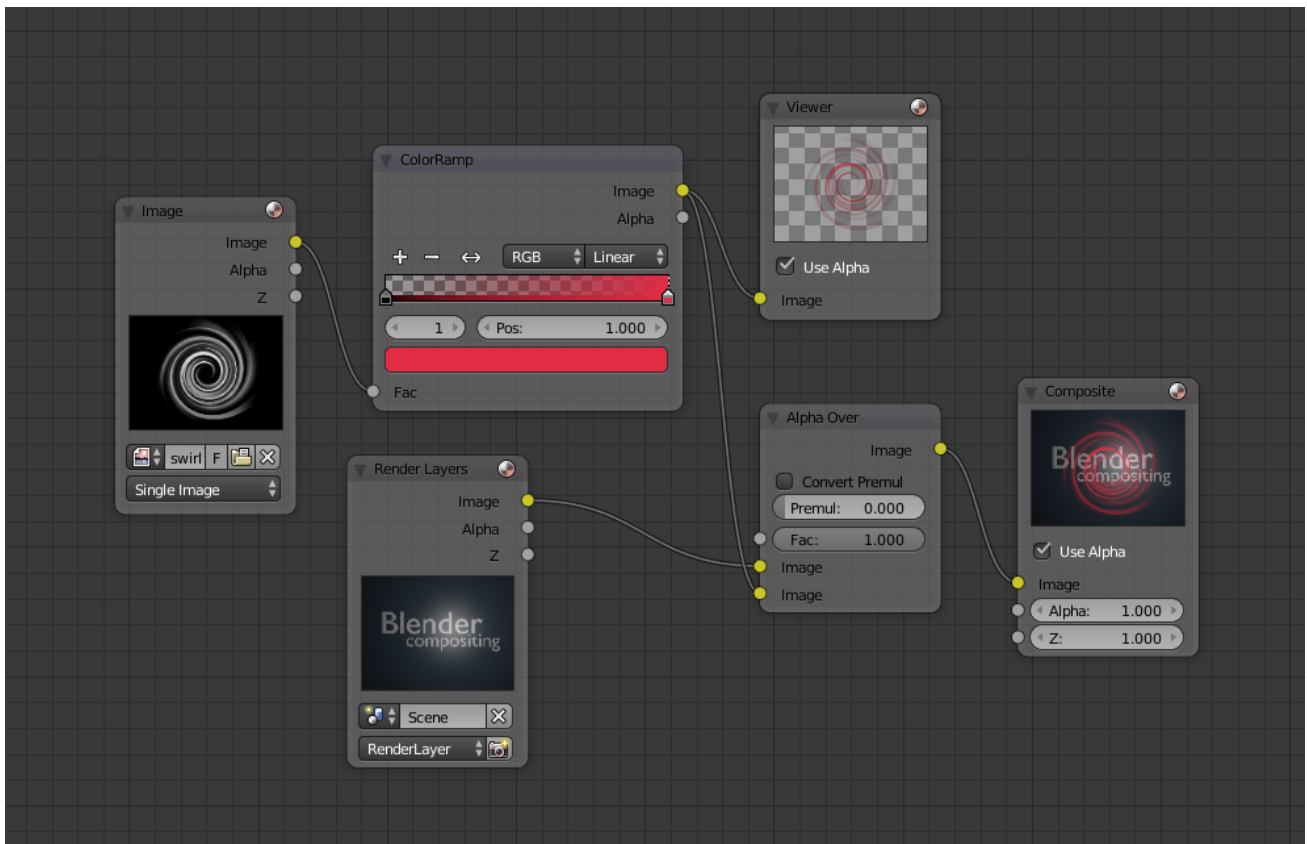 Image
Image
Alpha
Z
swirl F
Single Image
ColorRamp
Image
Alpha
RGB Linear
1 Pos: 1.000
Fac
Render Layers
Image
Alpha
Z
Blender
compositing
Scene
RenderLayer
Viewer
Use Alpha
Image
Alpha Over
Image
Convert Premul
Premul: 0.000
Fac: 1.000
Image
Image
Composite
Blender
compositing
Use Alpha
Image
Alpha: 1.000
Z: 1.000